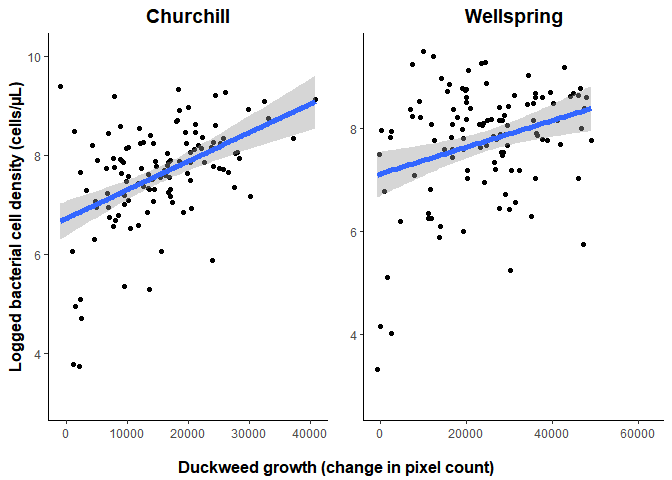 Churchill
Wellspring
Logged bacterial cell density (cells/µL)
10
8
6
4
8
6
4
0 10000 20000 30000 40000
0 20000 40000 60000
Duckweed growth (change in pixel count)